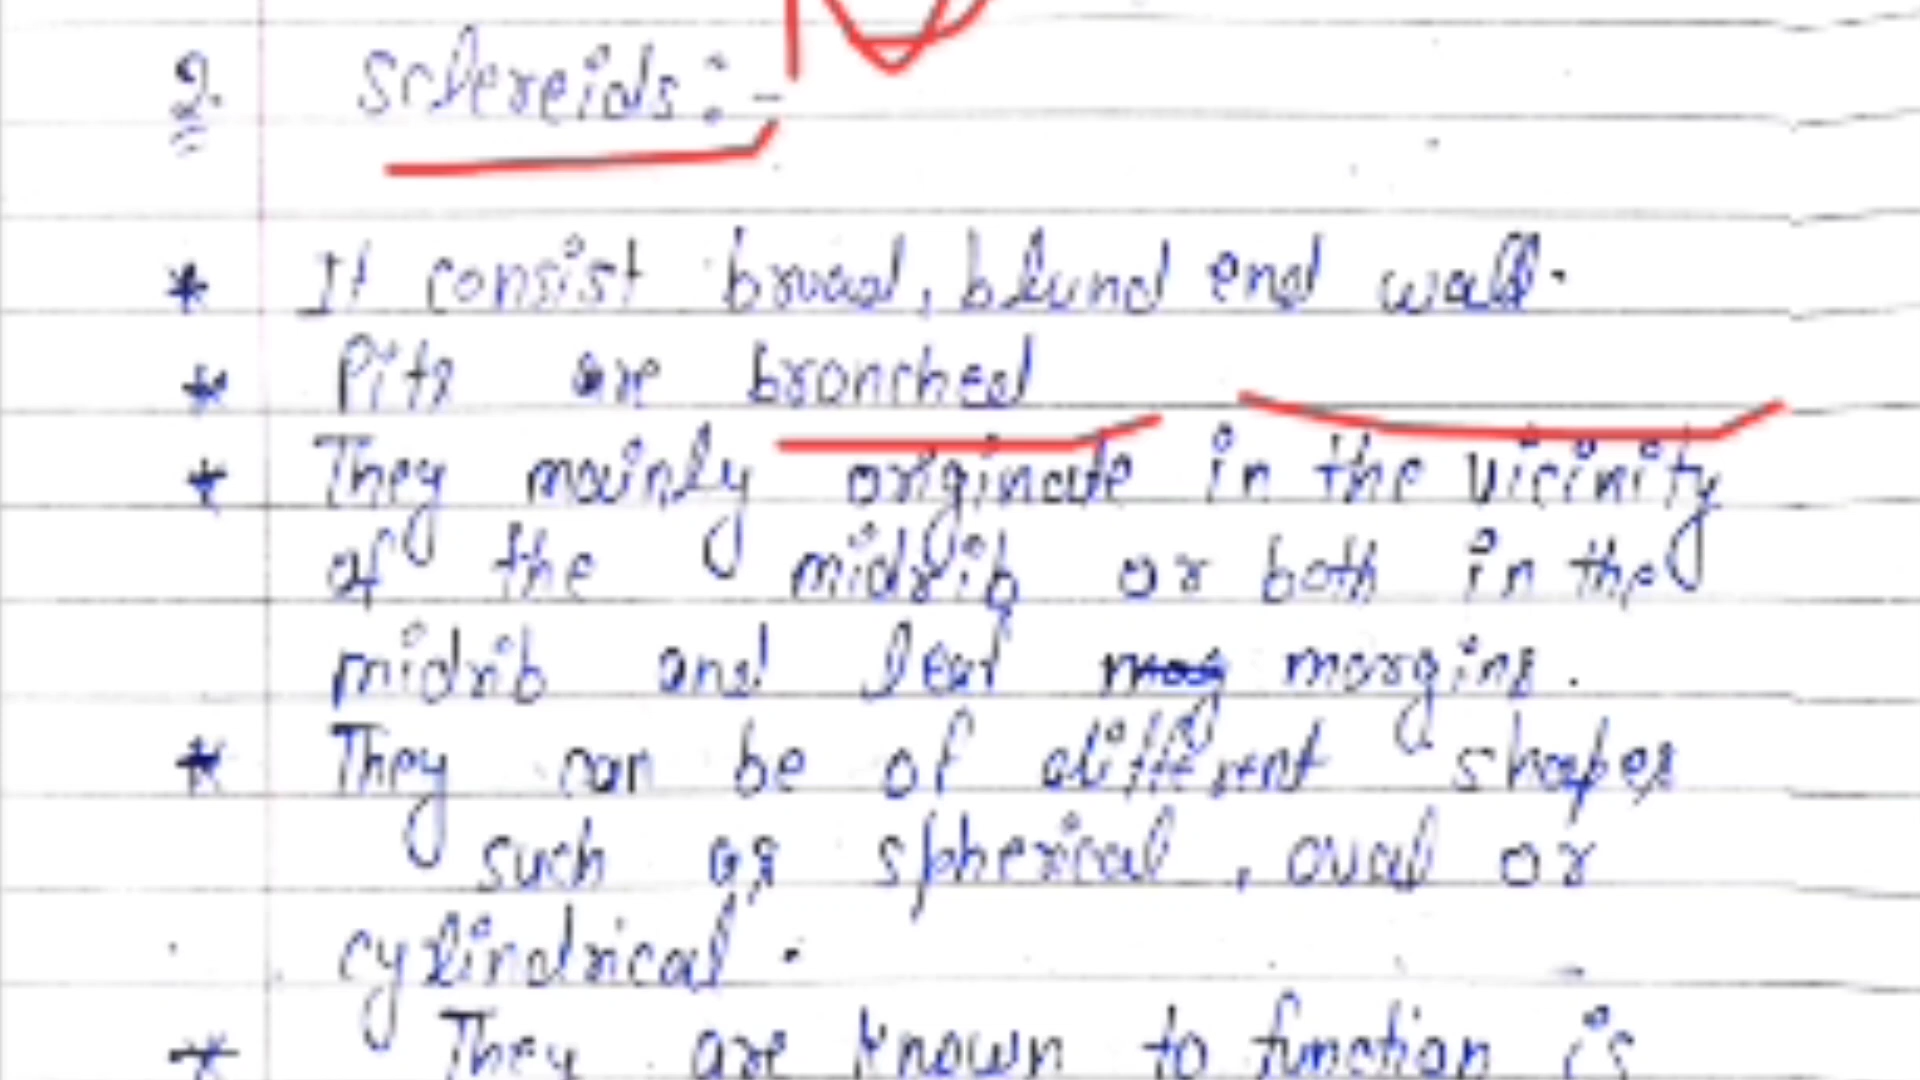 2. Sclereids:-
* It consist broad, blund end wall.
* Pits are bronched
* They mainly originate in the vicinity
of the midrib or both in the
midrib and leaf margins.
* They can be of different shapes
such as spherical, oval or
cylindrical.
* They are known to function is